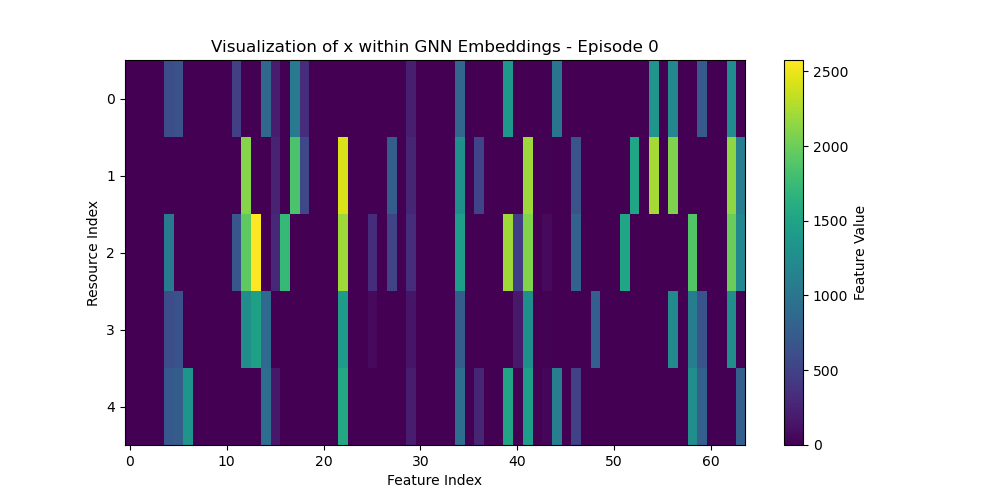 Visualization of x within GNN Embeddings - Episode 0
Resource Index
0
1
2
3
4
0 10 20 30 40 50 60
Feature Index
2500
2000
1500
1000
500
0
Feature Value